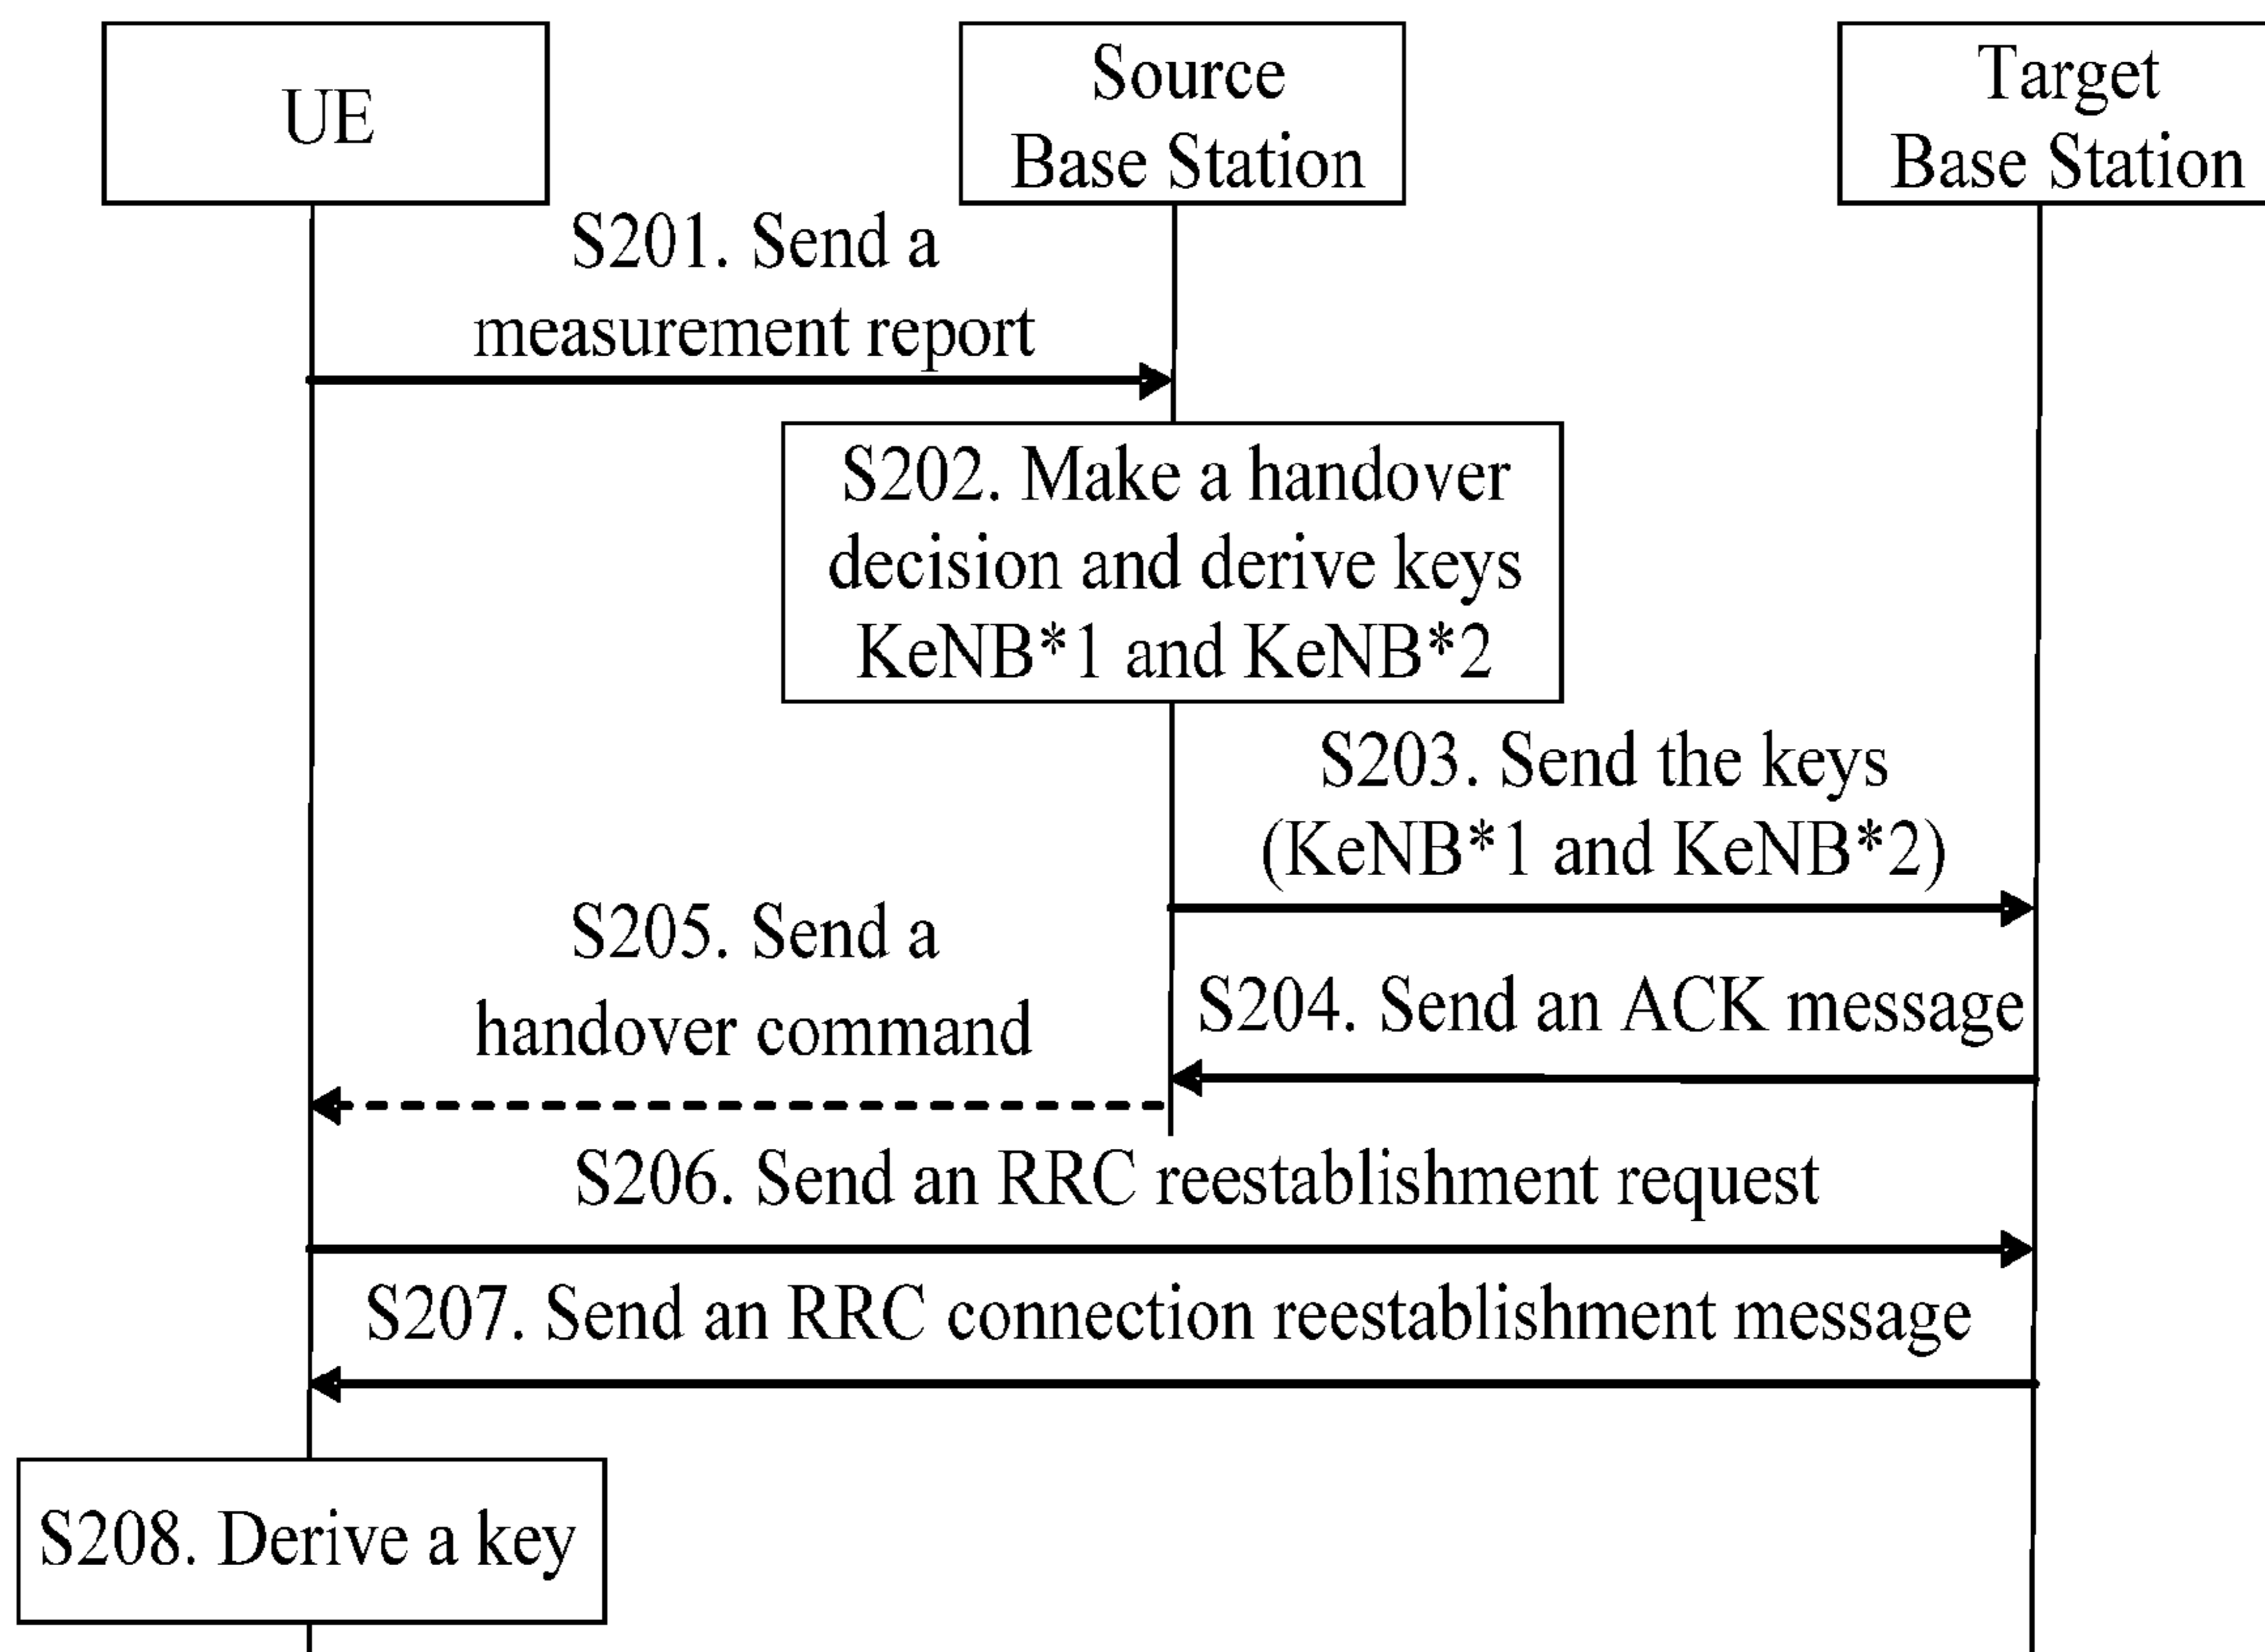 UE
Source
Base Station
Target
Base Station
S201. Send a
measurement report
S202. Make a handover
decision and derive keys
KeNB*1 and KeNB*2
S203. Send the keys
(KeNB*1 and KeNB*2)
S205. Send a
handover command
S204. Send an ACK message
S206. Send an RRC reestablishment request
S207. Send an RRC connection reestablishment message
S208. Derive a key